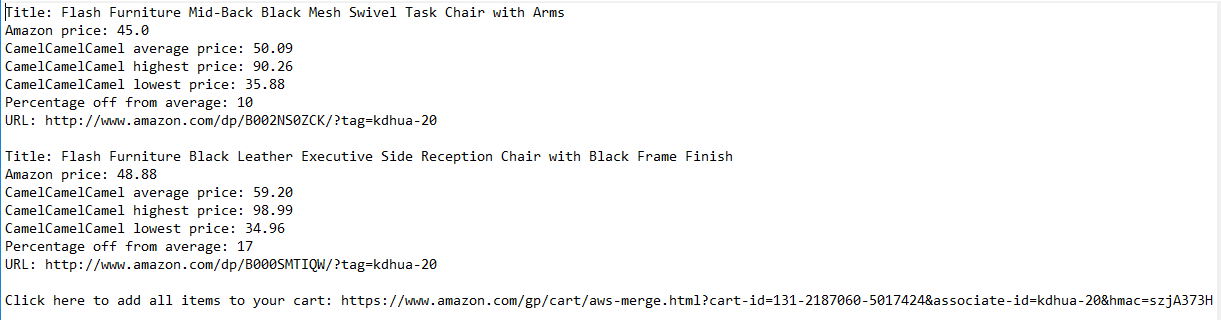 Title: Flash Furniture Mid-Back Black Mesh Swivel Task Chair with Arms
Amazon price: 45.0
CamelCamelCamel average price: 50.09
CamelCamelCamel highest price: 90.26
CamelCamelCamel lowest price: 35.88
Percentage off from average: 10
URL: http://www.amazon.com/dp/B002NS0ZCK/?tag=kdhua-20
Title: Flash Furniture Black Leather Executive Side Reception Chair with Black Frame Finish
Amazon price: 48.88
CamelCamelCamel average price: 59.20
CamelCamelCamel highest price: 98.99
CamelCamelCamel lowest price: 34.96
Percentage off from average: 17
URL: http://www.amazon.com/dp/B000SMTIQW/?tag=kdhua-20
Click here to add all items to your cart: https://www.amazon.com/gp/cart/aws-merge.html?cart-id=131-2187060-5017424&associate-id=kdhua-20&hmac=szjA373H